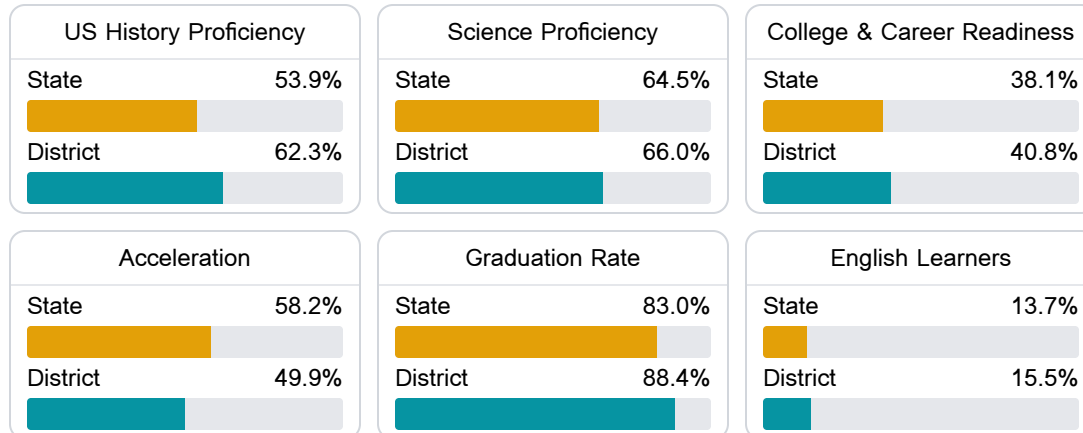 US History Proficiency
State 53.9%
District 62.3%
Science Proficiency
State 64.5%
District 66.0%
College & Career Readiness
State 38.1%
District 40.8%
Acceleration
State 58.2%
District 49.9%
Graduation Rate
State 83.0%
District 88.4%
English Learners
State 13.7%
District 15.5%